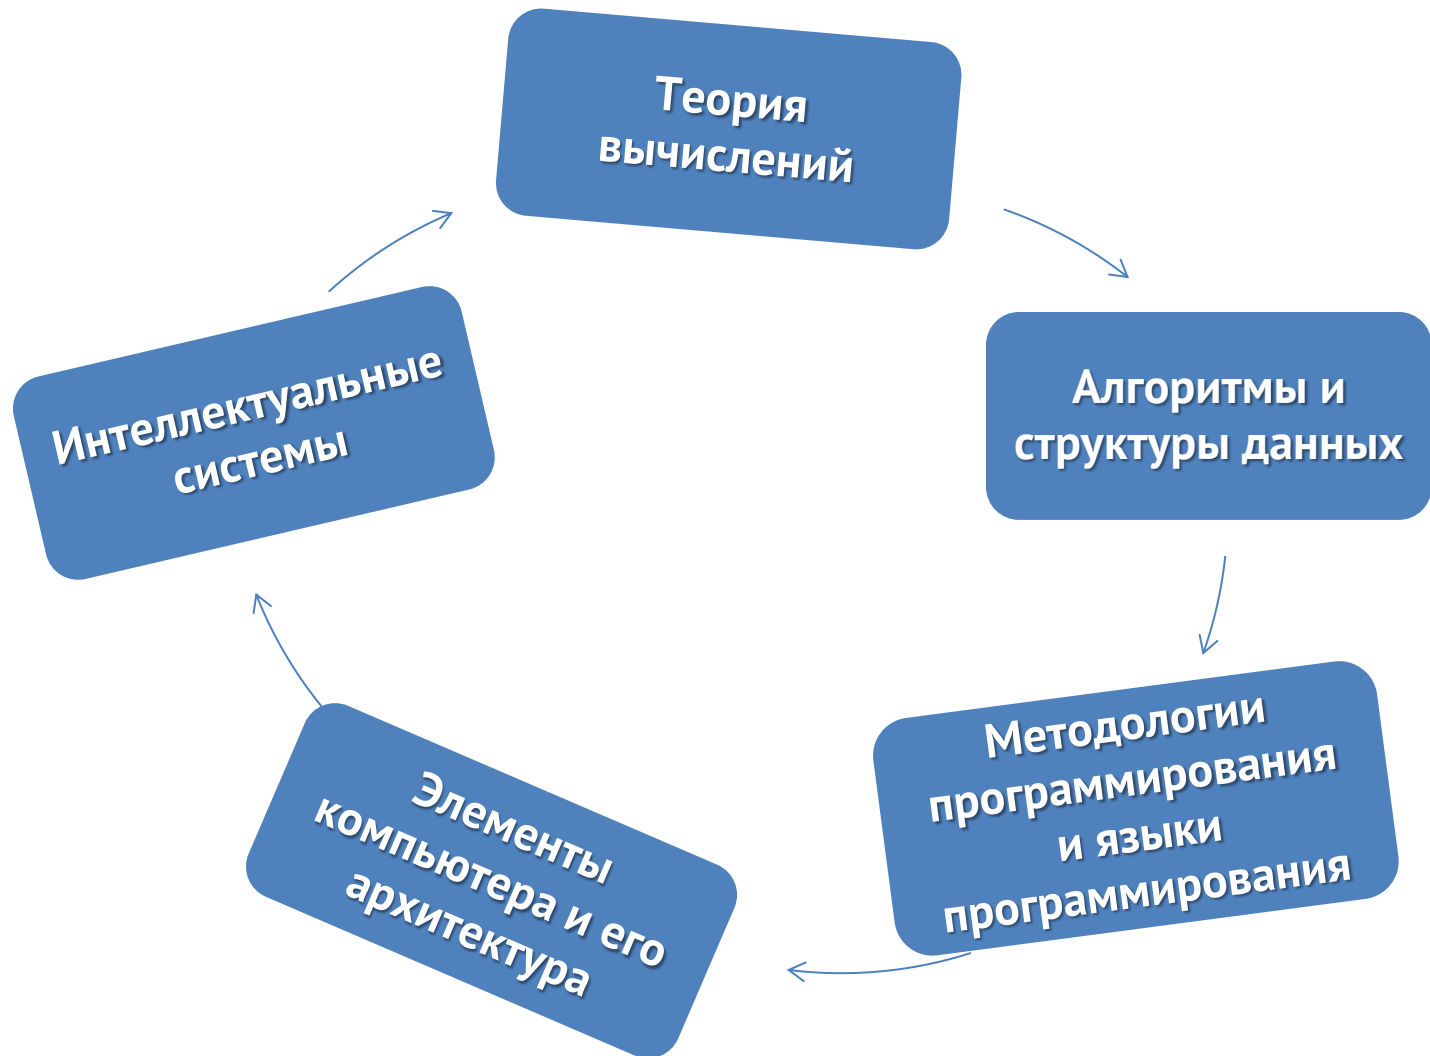 Теория
вычислений
Алгоритмы и
структуры данных
Методологии
программирования
и языки
программирования
Элементы
компьютера и его
архитектура
Интеллектуальные
системы